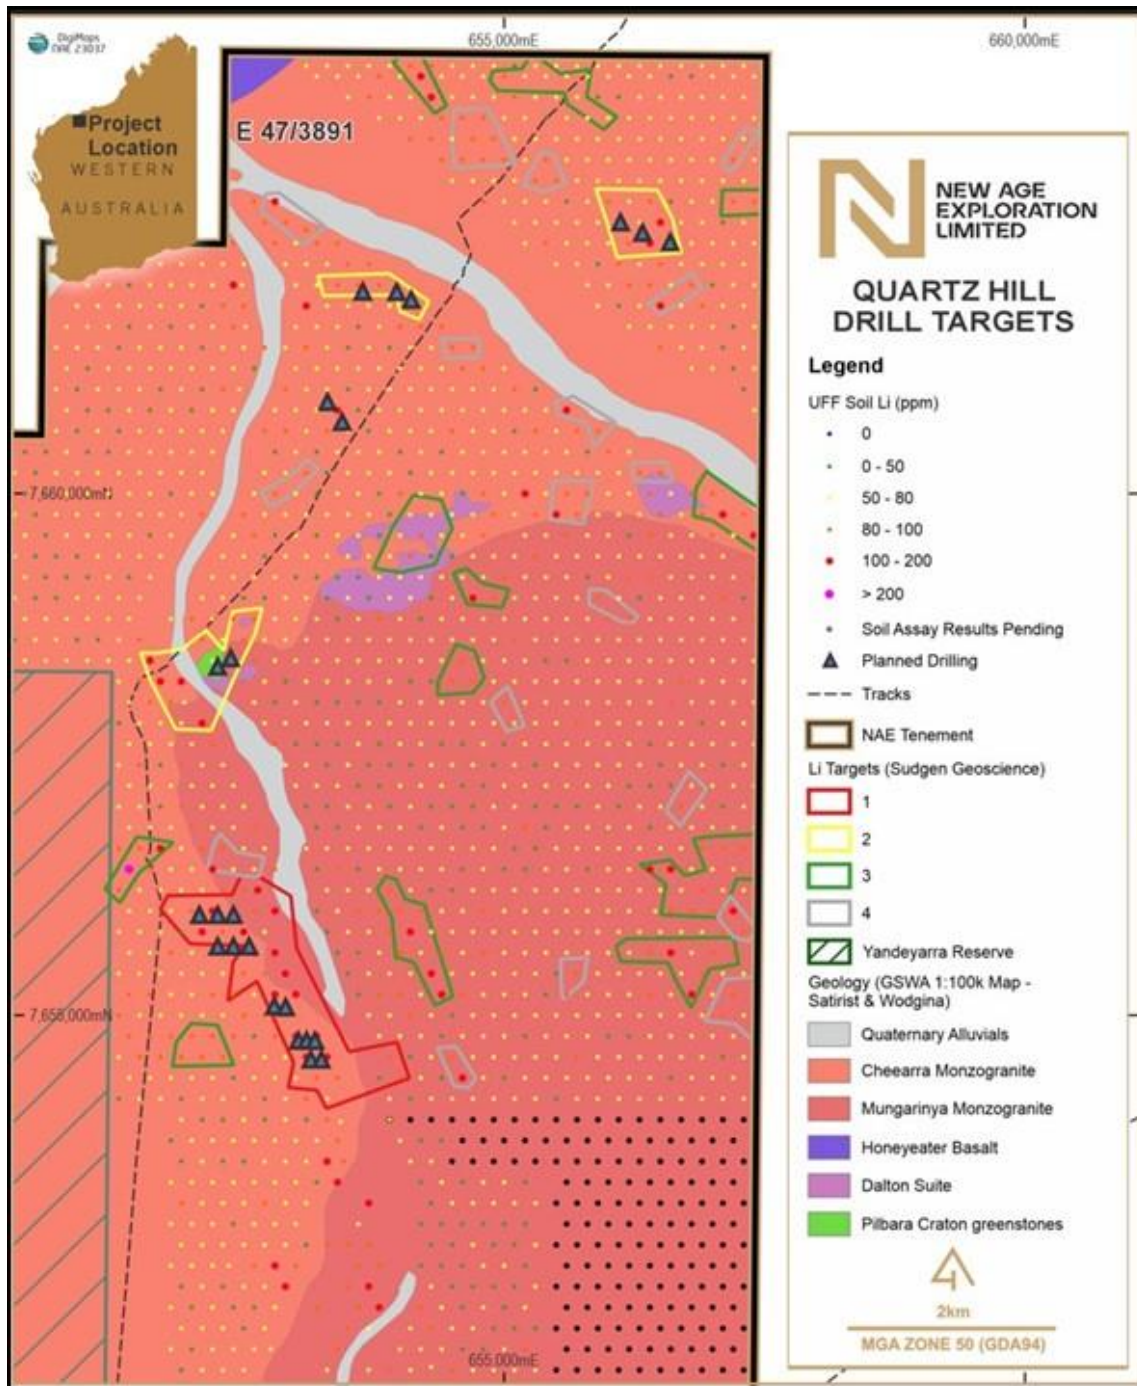 DigiMaps
NAE 23037
655,000mE
660,000mE
Project
Location
WESTERN
AUSTRALIA
E 47/3891
7,660,000mN
7,655,000mN
655,000mE
NEW AGE
EXPLORATION
LIMITED
QUARTZ HILL
DRILL TARGETS
Legend
UFF Soil Li (ppm)
0
0 - 50
50 - 80
80 - 100
100 - 200
> 200
Soil Assay Results Pending
Planned Drilling
Tracks
NAE Tenement
Li Targets (Sudgen Geoscience)
1
2
3
4
Yandeyarra Reserve
Geology (GSWA 1:100k Map -
Satirist & Wodgina)
Quaternary Alluvials
Cheearra Monzogranite
Mungarinya Monzogranite
Honeyeater Basalt
Dalton Suite
Pilbara Craton greenstones
2km
MGA ZONE 50 (GDA94)